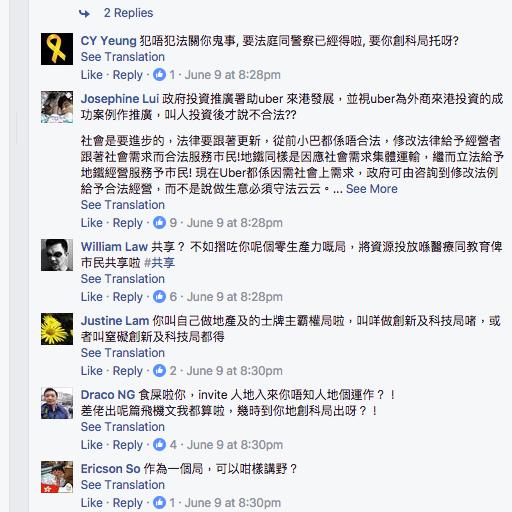 2 Replies
CY Yeung 犯唔犯法關你鬼事, 要法庭同警察已經得啦, 要你創科局托呀?
See Translation
Like · Reply · 1 · June 9 at 8:28pm
Josephine Lui 政府投資推廣署助uber 來港發展，並視uber為外商來港投資的成
功案例作推廣，叫人投資後才說不合法??
社會是要進步的，法律要跟著更新，從前小巴都係唔合法，修改法律給予經營者
跟著社會需求而合法服務市民!地鐵同樣是因應社會需求集體運輸，繼而立法給予
地鐵經營服務予市民! 現在Uber都係因需社會上需求，政府可由咨詢到修改法例
給予合法經營，而不是說做生意必須守法云云。... See More
See Translation
Like · Reply · 9 · June 9 at 8:28pm
William Law 共享？ 不如摺咗你呢個零生產力嘅局，將資源投放喺醫療同教育俾
市民共享啦 #共享
See Translation
Like · Reply · 6 · June 9 at 8:28pm
Justine Lam 你叫自己做地產及的士牌主霸權局啦，叫咩做創新及科技局啫，或
者叫窒礙創新及科技局都得
See Translation
Like · Reply · 2 · June 9 at 8:30pm
Draco NG 食屎啦你，invite 人地入來你唔知人地個運作？！
差佬出呢篇飛機文我都算啦，幾時到你地創科局出呀？！
See Translation
Like · Reply · 4 · June 9 at 8:30pm
Ericson So 作為一個局，可以咁樣講野？
See Translation
Like · Reply · 1 · June 9 at 8:30pm